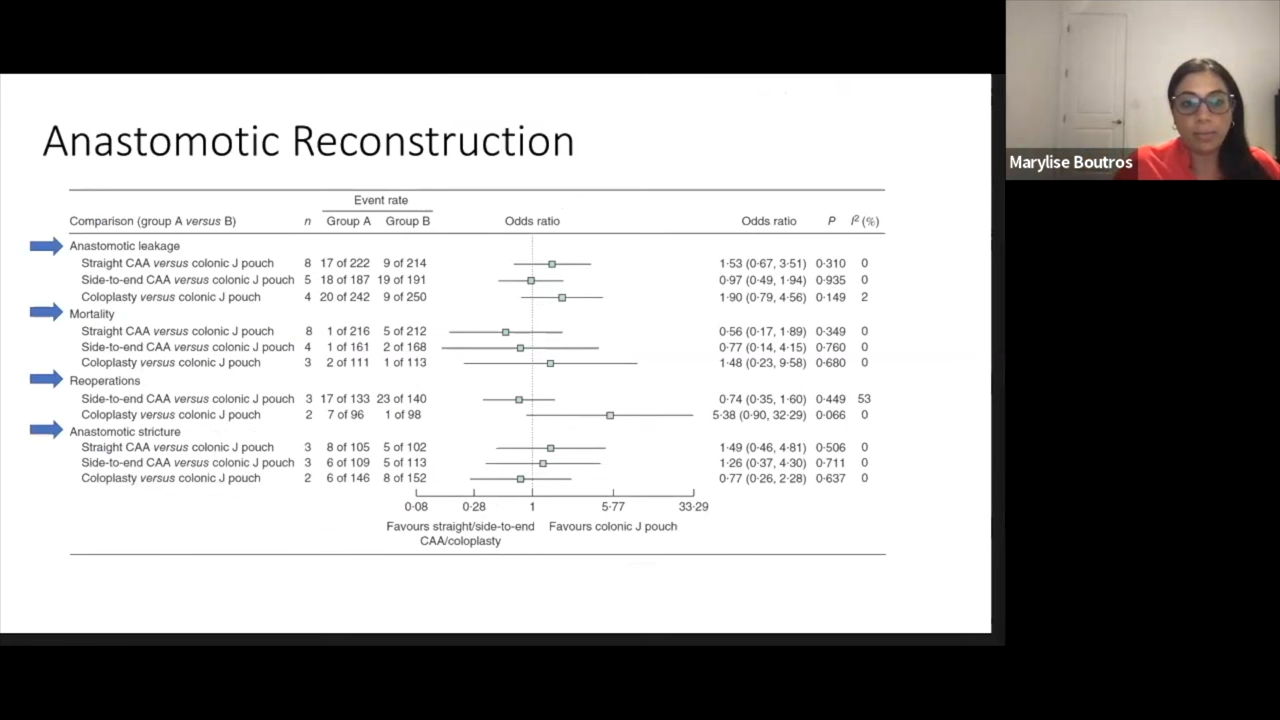 Anastomotic Reconstruction
Event rate
Comparison (group A versus B) n Group A Group B Odds ratio Odds ratio P I² (%)
Anastomotic leakage
Straight CAA versus colonic J pouch 8 17 of 222 9 of 214 1·53 (0·67, 3·51) 0·310 0
Side-to-end CAA versus colonic J pouch 5 18 of 187 19 of 191 0·97 (0·49, 1·94) 0·935 0
Coloplasty versus colonic J pouch 4 20 of 242 9 of 250 1·90 (0·79, 4·56) 0·149 2
Mortality
Straight CAA versus colonic J pouch 8 1 of 216 5 of 212 0·56 (0·17, 1·89) 0·349 0
Side-to-end CAA versus colonic J pouch 4 1 of 161 2 of 168 0·77 (0·14, 4·15) 0·760 0
Coloplasty versus colonic J pouch 3 2 of 111 1 of 113 1·48 (0·23, 9·58) 0·680 0
Reoperations
Side-to-end CAA versus colonic J pouch 3 17 of 133 23 of 140 0·74 (0·35, 1·60) 0·449 53
Coloplasty versus colonic J pouch 2 7 of 96 1 of 98 5·38 (0·90, 32·29) 0·066 0
Anastomotic stricture
Straight CAA versus colonic J pouch 3 8 of 105 5 of 102 1·49 (0·46, 4·81) 0·506 0
Side-to-end CAA versus colonic J pouch 3 6 of 109 5 of 113 1·26 (0·37, 4·30) 0·711 0
Coloplasty versus colonic J pouch 2 6 of 146 8 of 152 0·77 (0·26, 2·28) 0·637 0
0·08 0·28 1 5·77 33·29
Favours straight/side-to-end Favours colonic J pouch
CAA/coloplasty
Marylise Boutros